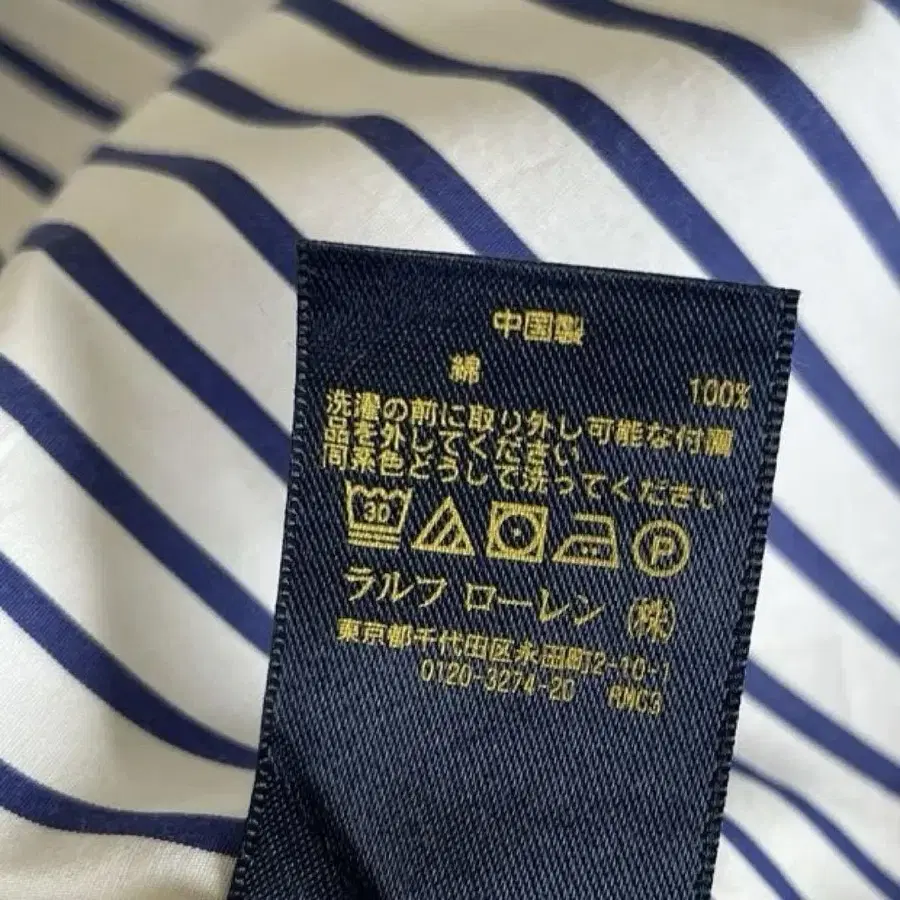 中国製
綿 100%
洗濯の前に取り外し可能な付属
品を外してください
同系色どうしで洗ってください
30
P
ラルフ ローレン (株)
東京都千代田区永田町2-10-1
0120-3274-20 RMCG